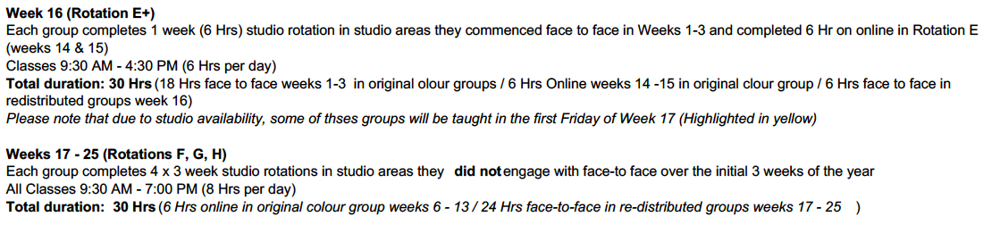 Week 16 (Rotation E+)
Each group completes 1 week (6 Hrs) studio rotation in studio areas they commenced face to face in Weeks 1-3 and completed 6 Hr on online in Rotation E
(weeks 14 & 15)
Classes 9:30 AM - 4:30 PM (6 Hrs per day)
Total duration: 30 Hrs (18 Hrs face to face weeks 1-3 in original olour groups / 6 Hrs Online weeks 14 -15 in original clour group / 6 Hrs face to face in
redistributed groups week 16)
Please note that due to studio availability, some of thses groups will be taught in the first Friday of Week 17 (Highlighted in yellow)
Weeks 17 - 25 (Rotations F, G, H)
Each group completes 4 x 3 week studio rotations in studio areas they did not engage with face-to face over the initial 3 weeks of the year
All Classes 9:30 AM - 7:00 PM (8 Hrs per day)
Total duration: 30 Hrs (6 Hrs online in original colour group weeks 6 - 13 / 24 Hrs face-to-face in re-distributed groups weeks 17 - 25 )